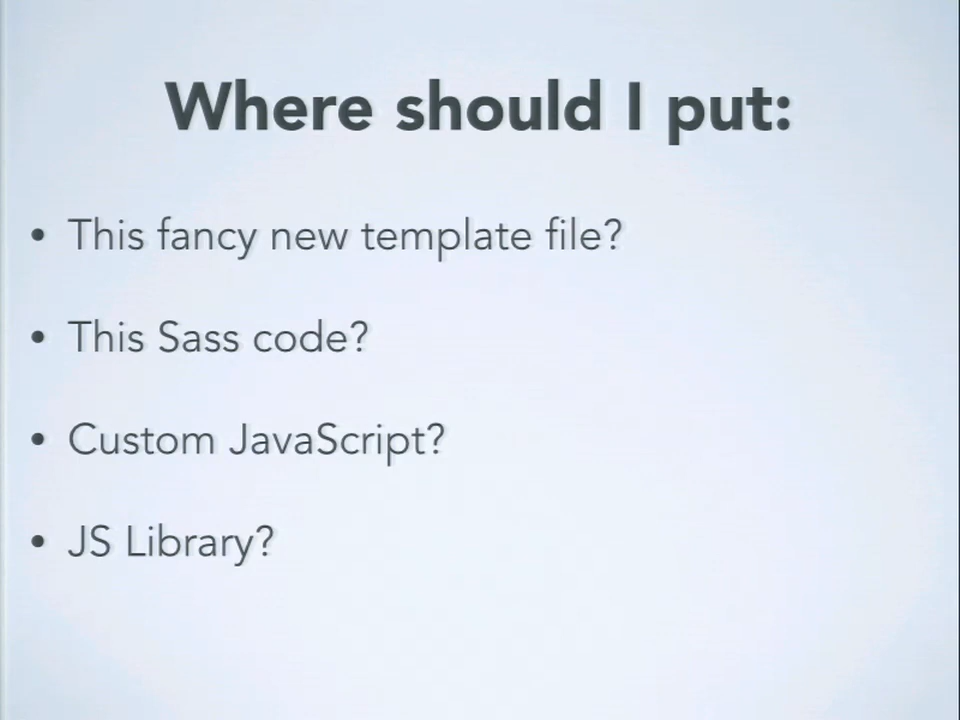 Where should I put:
• This fancy new template file?
• This Sass code?
• Custom JavaScript?
• JS Library?